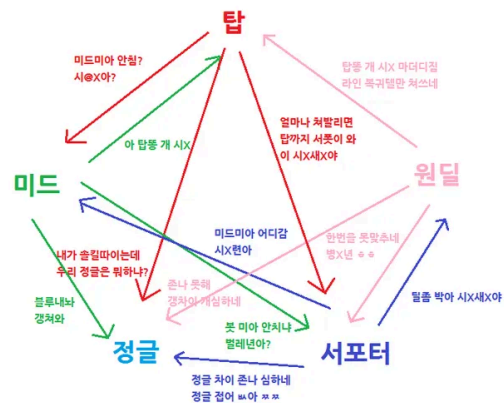 탑
미드미아 안침?
시@X아?
탑똥 개 시X 마더디짐
라인 쪽귀텔만 쳐쓰네
아 탑똥 개 시X
얼마나 쳐발리면
탑까지 서폿이 와
이 시X새X야
미드
원딜
미드미아 어디감
시X련아
한번을 못맞추네
병X년 ㅎㅎ
내가 솔킬따이는데
우리 정글은 뭐하냐?
존나 못해
갱차이 개심하네
블루내놔
갱쳐와
봇 미아 안치냐
벌레년아?
딜좀 박아 시X새X야
정글
서포터
정글 차이 존나 심하네
정글 접어 ㅄ아 ㅉㅉ